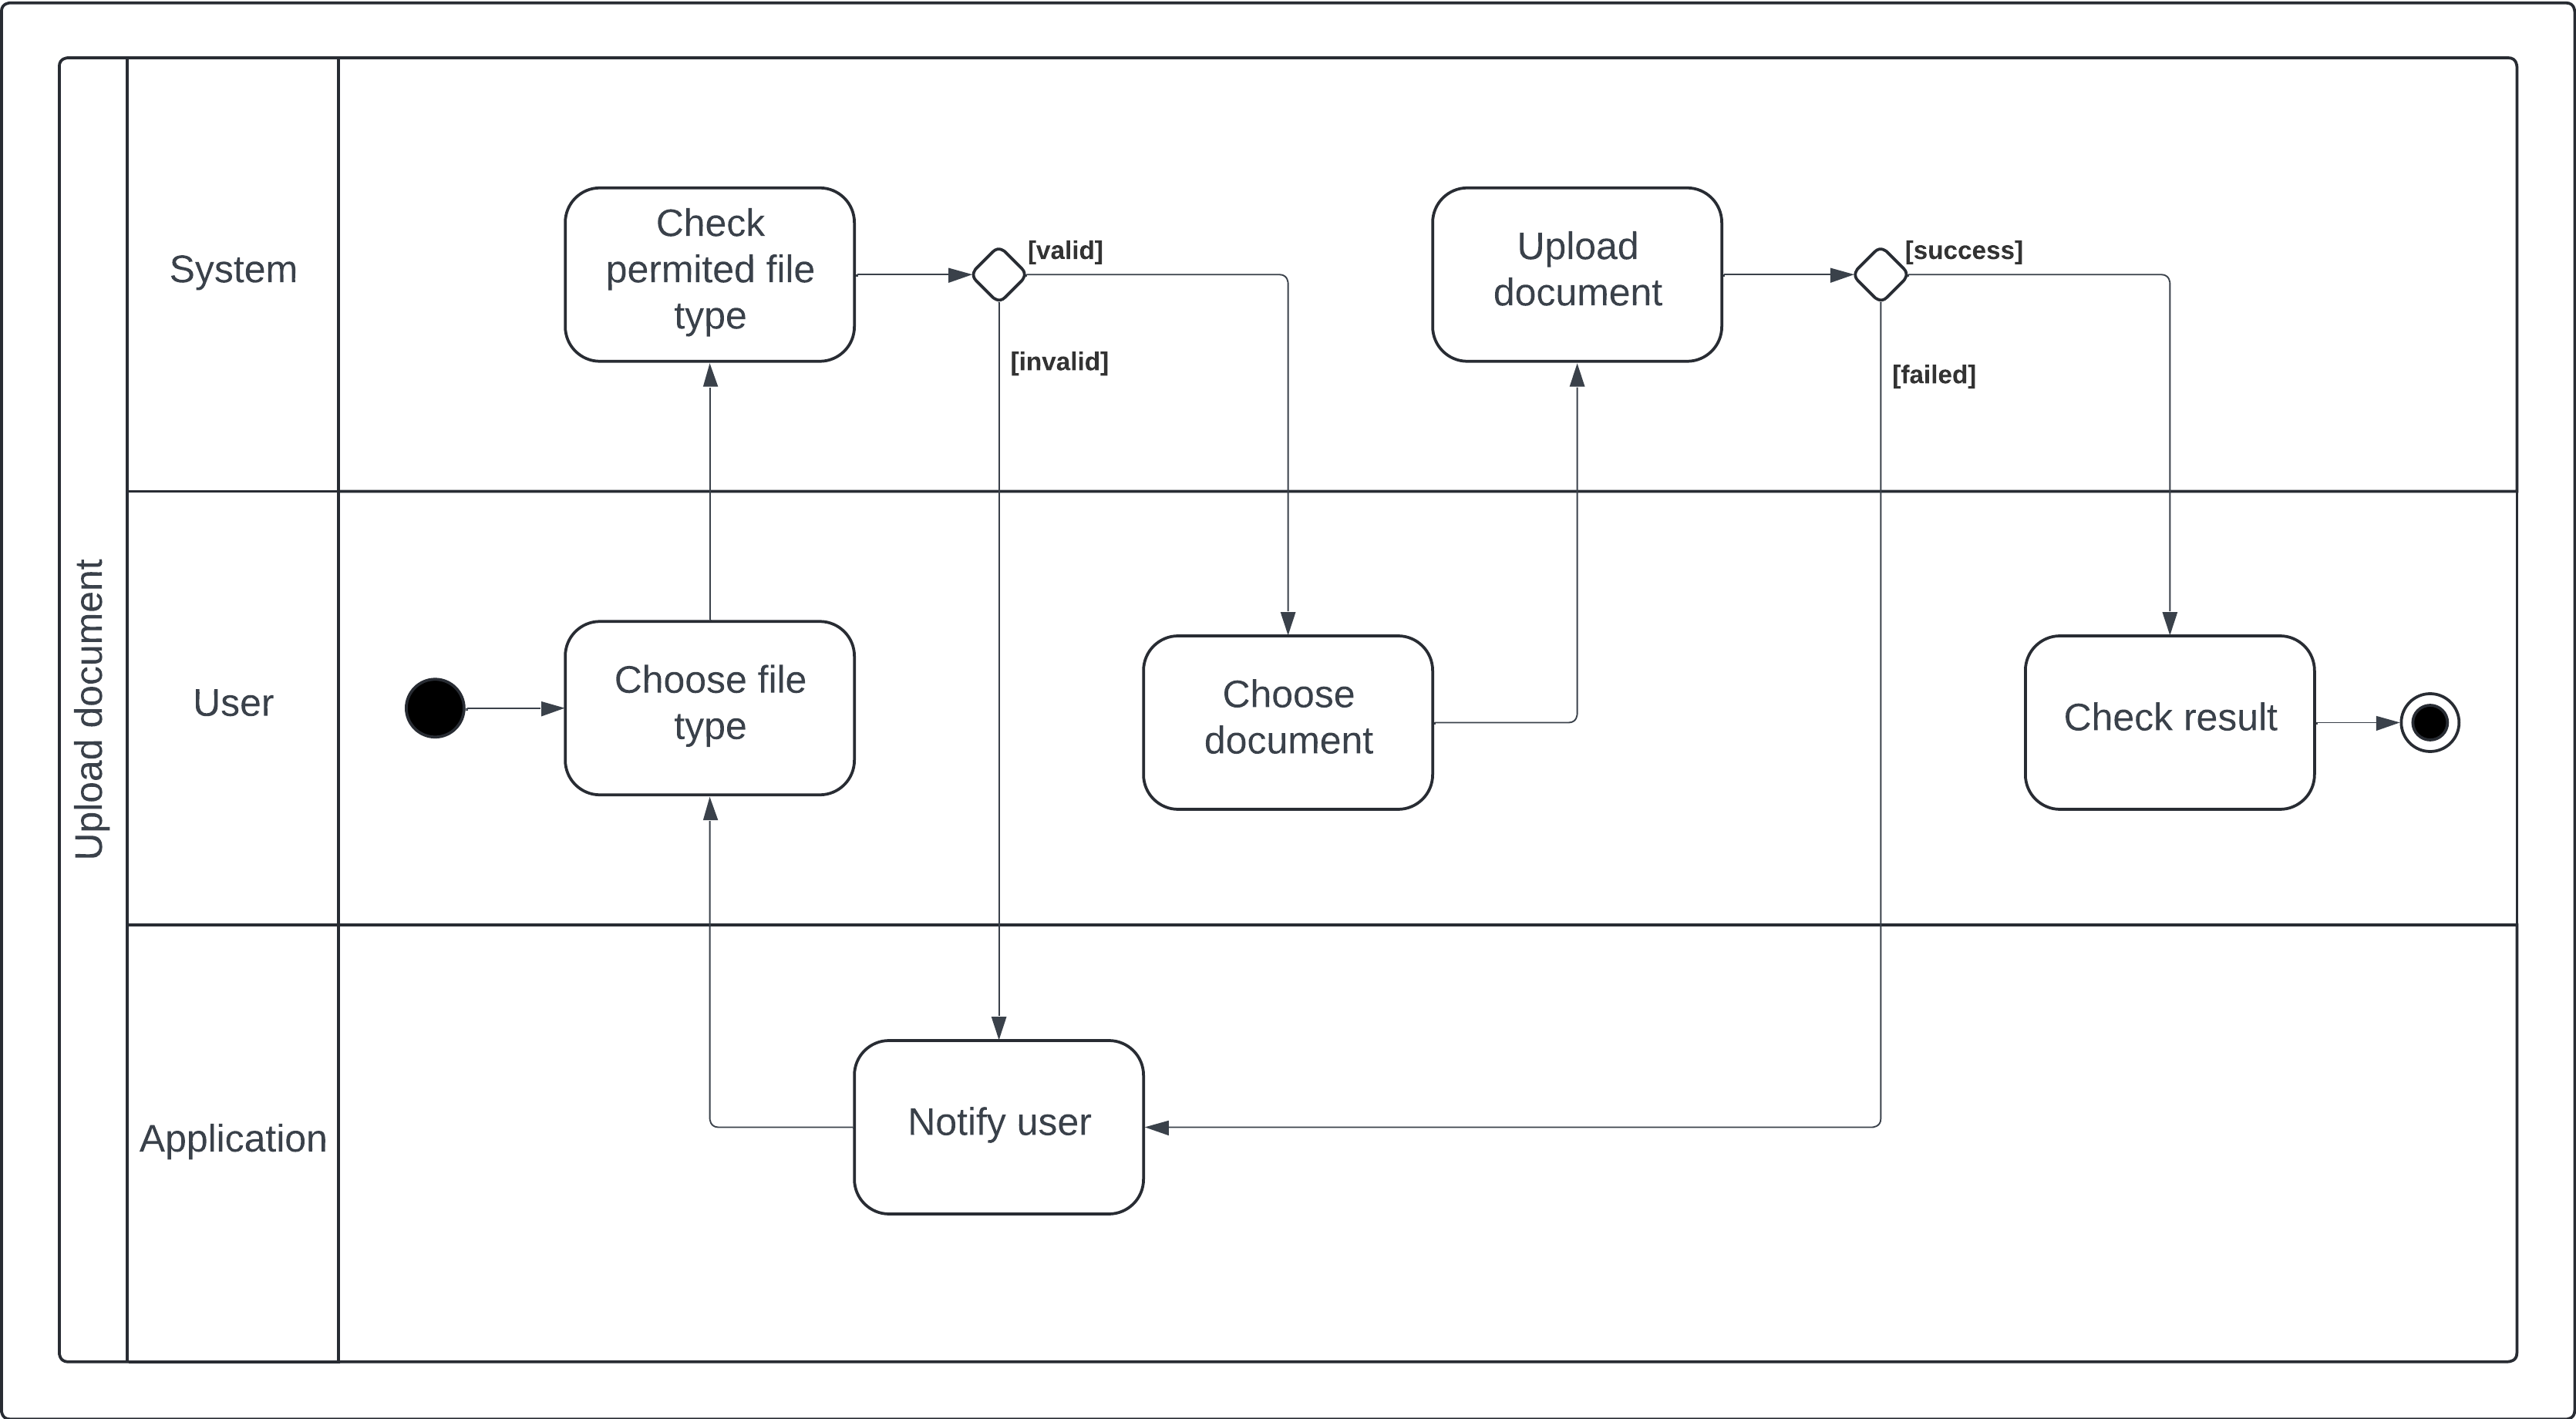 Upload document
System
Check
permited file
type
[valid]
[invalid]
Upload
document
[success]
[failed]
User
Choose file
type
Choose
document
Check result
Application
Notify user